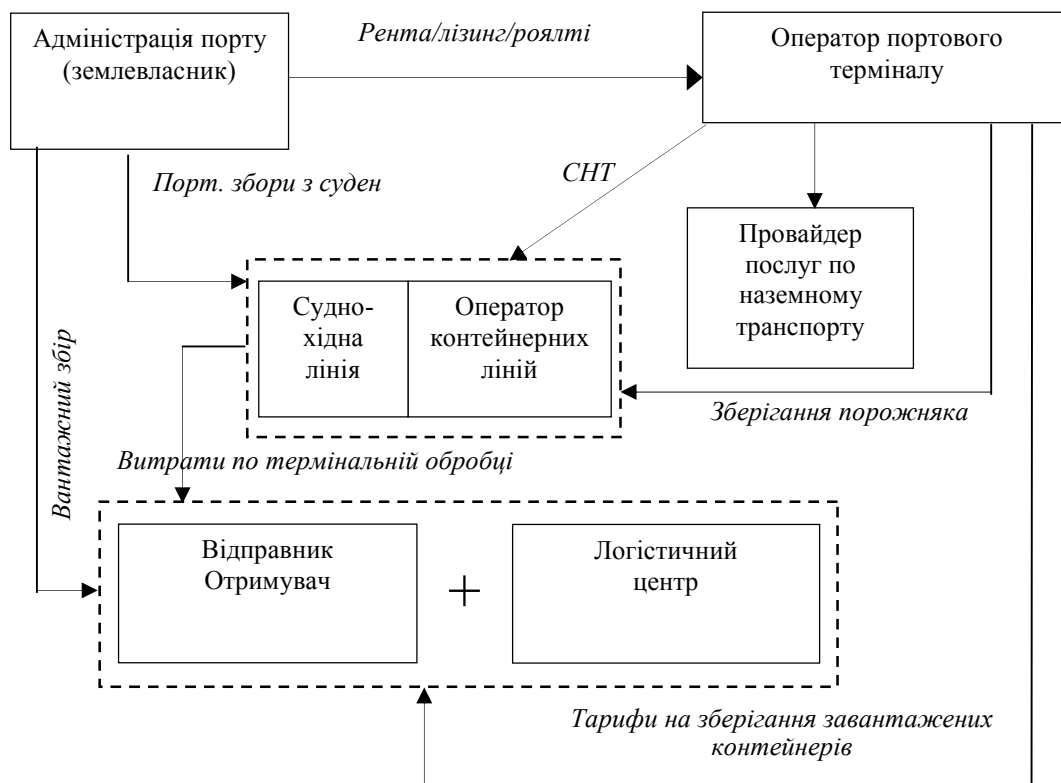 Адміністрація порту
(землевласник)
Рента/лізинг/роялті
Оператор портового
терміналу
Порт. збори з суден
СНТ
Провайдер
послуг по
наземному
транспорту
Судно-
хідна
лінія
Оператор
контейнерних
ліній
Вантажний збір
Зберігання порожняка
Витрати по термінальній обробці
Відправник
Отримувач
+
Логістичний
центр
Тарифи на зберігання завантажених
контейнерів